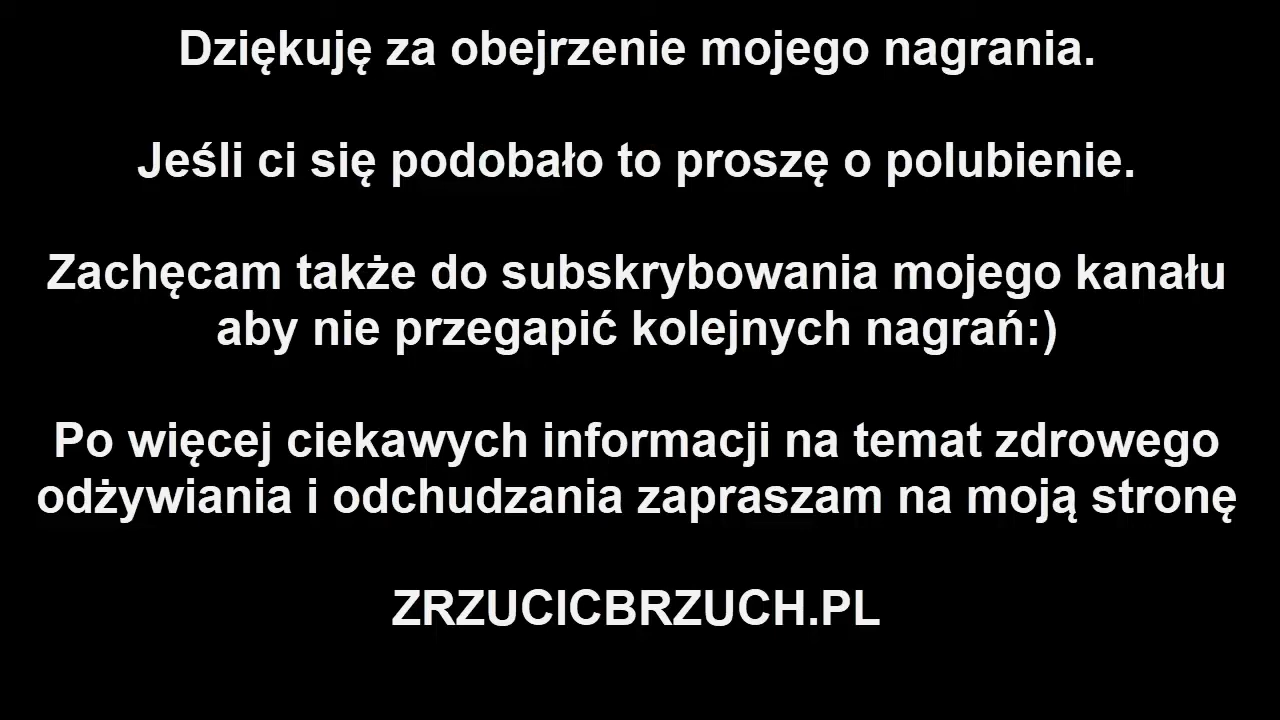 Dziękuję za obejrzenie mojego nagrania.
Jeśli ci się podobało to proszę o polubienie.
Zachęcam także do subskrybowania mojego kanału
aby nie przegapić kolejnych nagrań:)
Po więcej ciekawych informacji na temat zdrowego
odżywiania i odchudzania zapraszam na moją stronę
ZRZUCICBRZUCH.PL